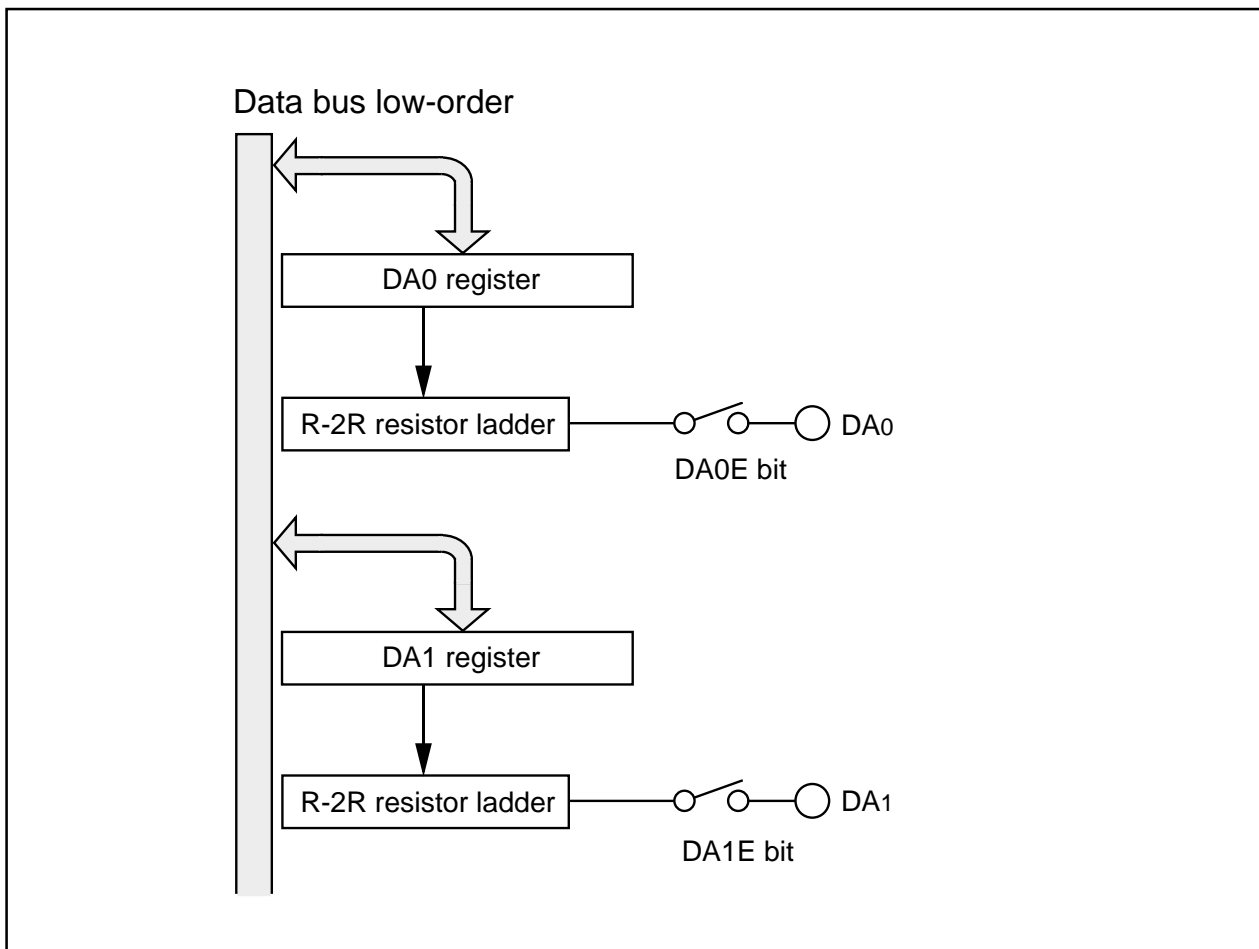 Data bus low-order
DA0 register
R-2R resistor ladder
DA0
DA0E bit
DA1 register
R-2R resistor ladder
DA1
DA1E bit